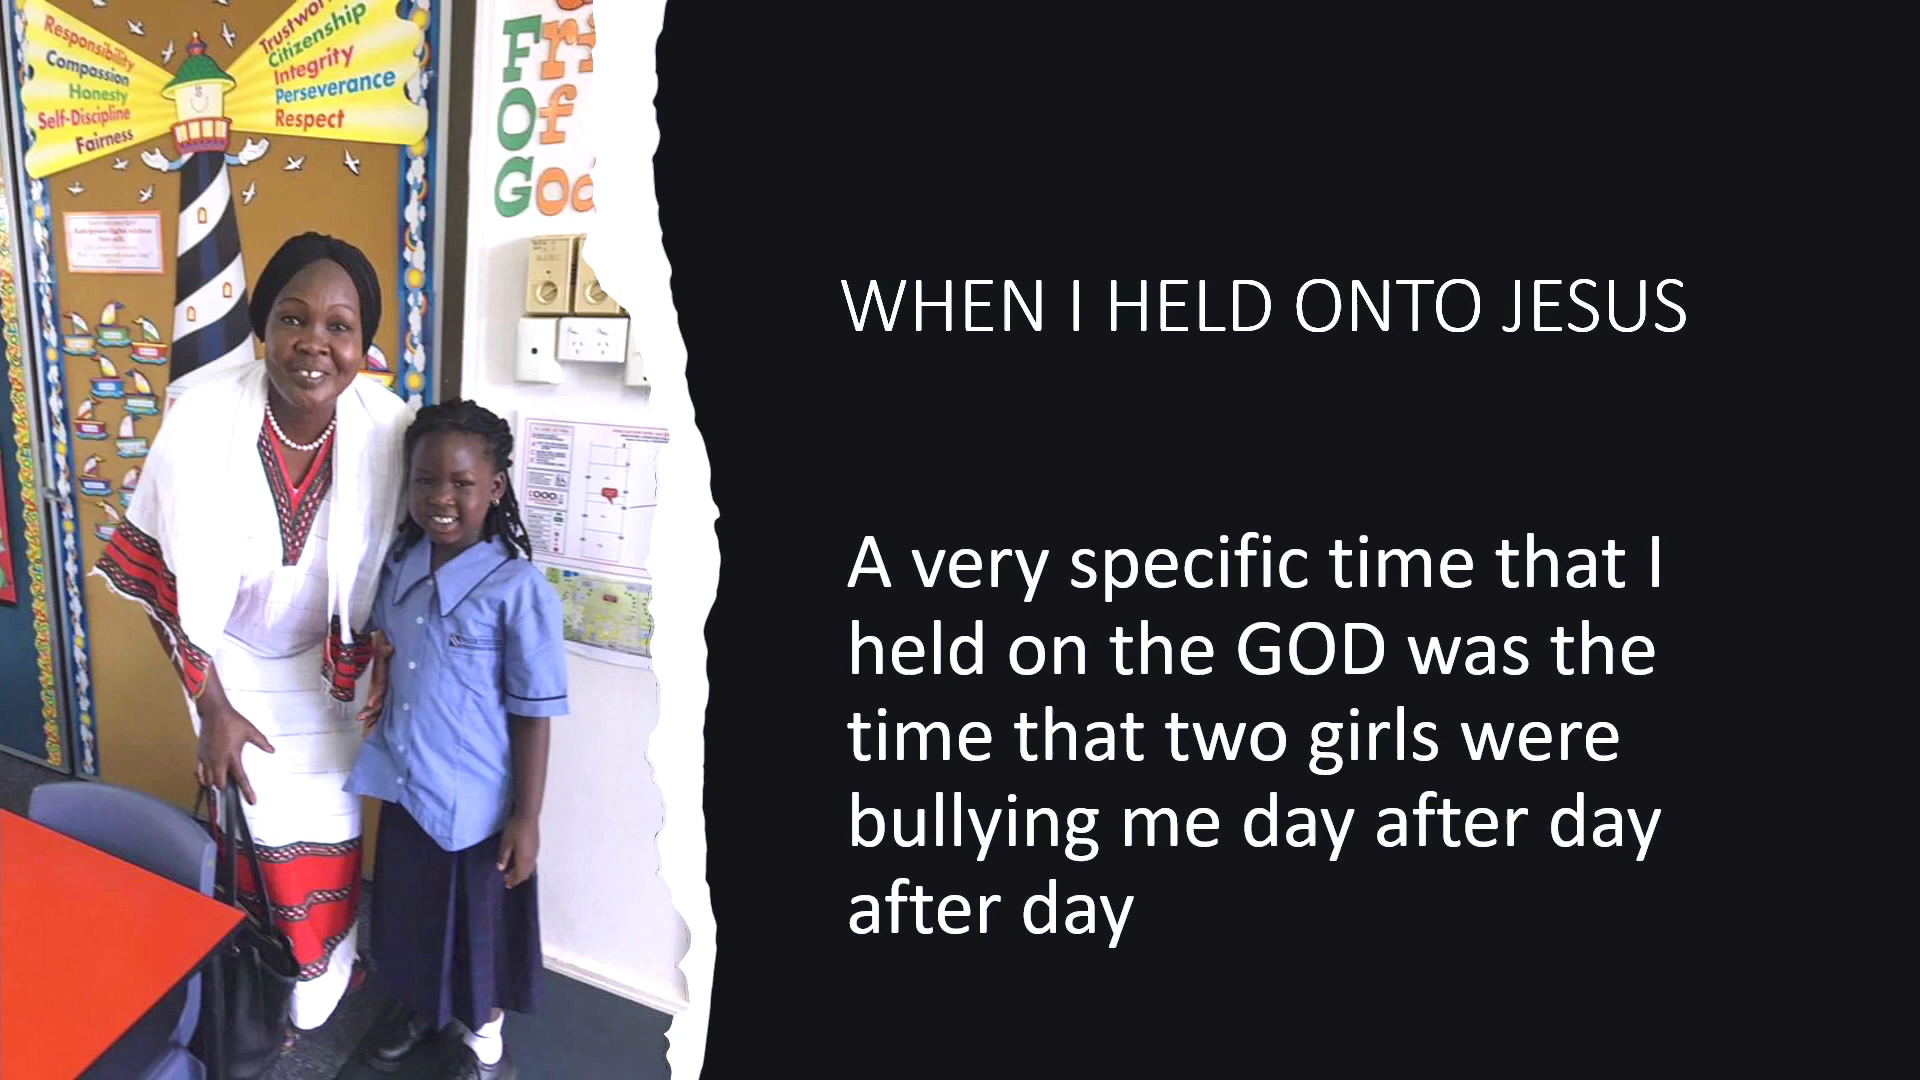 Responsibility
Compassion
Honesty
Self-Discipline
Fairness
Citizenship
Integrity
Perseverance
Respect
F
Of
God
WHEN I HELD ONTO JESUS
A very specific time that I
held on the GOD was the
time that two girls were
bullying me day after day
after day